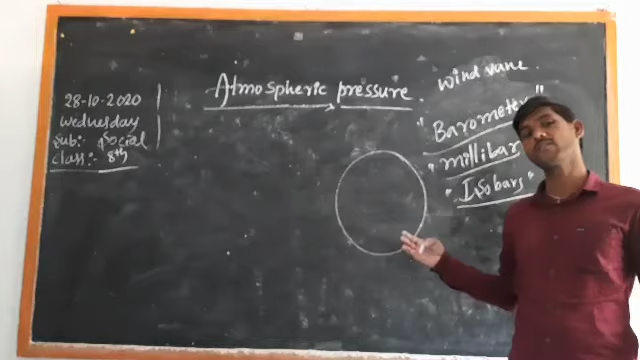 28-10-2020
wednesday
Sub:- Social
class:- 8th
Atmospheric pressure.
wind vane.
"Barometer"
"millibar
"Isobars"